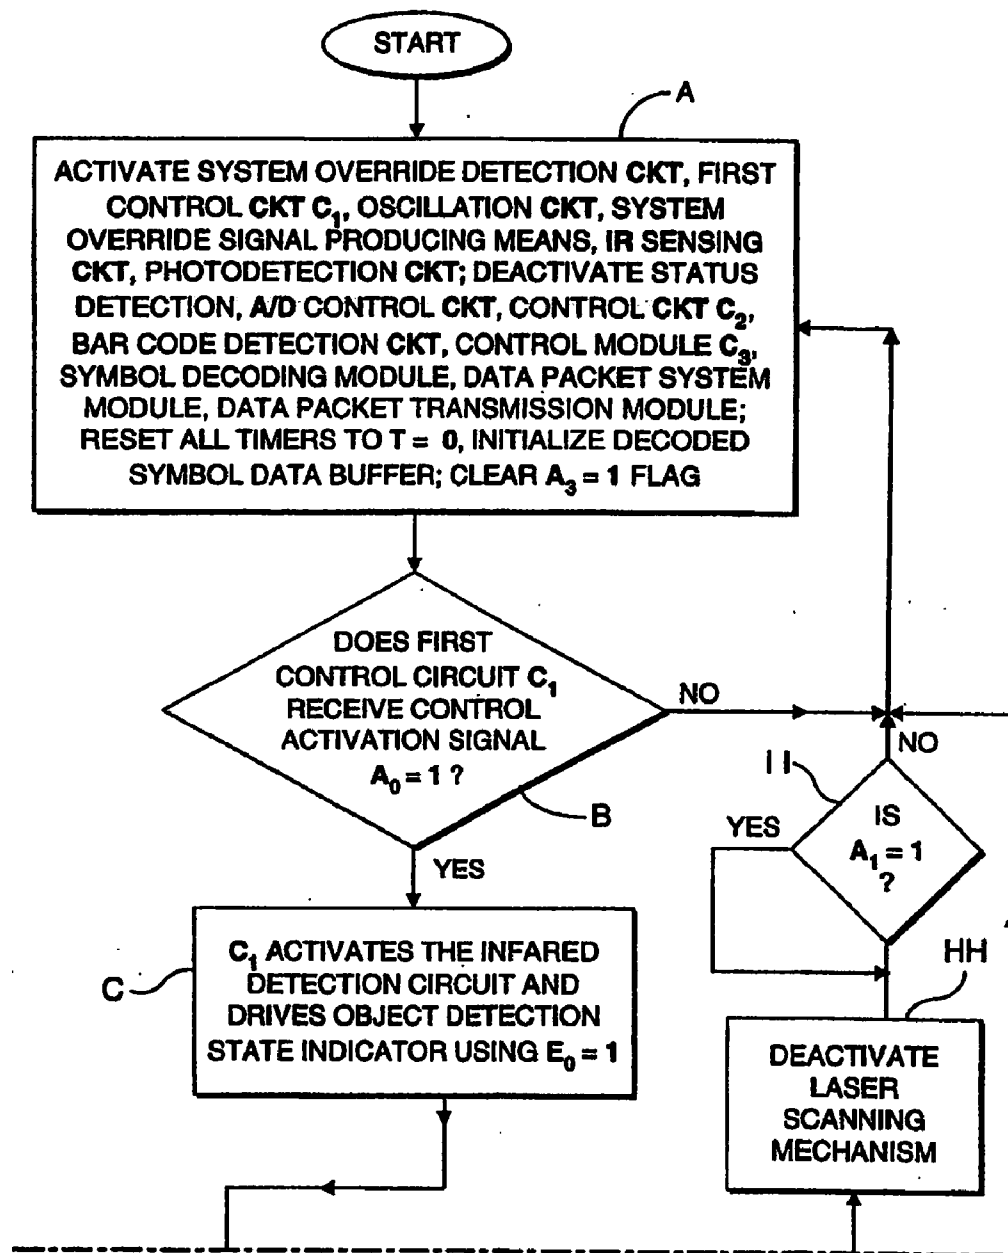 START
A
ACTIVATE SYSTEM OVERRIDE DETECTION CKT, FIRST
CONTROL CKT C₁, OSCILLATION CKT, SYSTEM
OVERRIDE SIGNAL PRODUCING MEANS, IR SENSING
CKT, PHOTODETECTION CKT; DEACTIVATE STATUS
DETECTION, A/D CONTROL CKT, CONTROL CKT C₂,
BAR CODE DETECTION CKT, CONTROL MODULE C₃,
SYMBOL DECODING MODULE, DATA PACKET SYSTEM
MODULE, DATA PACKET TRANSMISSION MODULE;
RESET ALL TIMERS TO T = 0, INITIALIZE DECODED
SYMBOL DATA BUFFER; CLEAR A₃ = 1 FLAG
DOES FIRST
CONTROL CIRCUIT C₁
RECEIVE CONTROL
ACTIVATION SIGNAL
A₀ = 1 ?
NO
B
YES
NO
II
YES
IS
A₁ = 1
?
C₁ ACTIVATES THE INFARED
DETECTION CIRCUIT AND
DRIVES OBJECT DETECTION
STATE INDICATOR USING E₀ = 1
C
HH
DEACTIVATE
LASER
SCANNING
MECHANISM